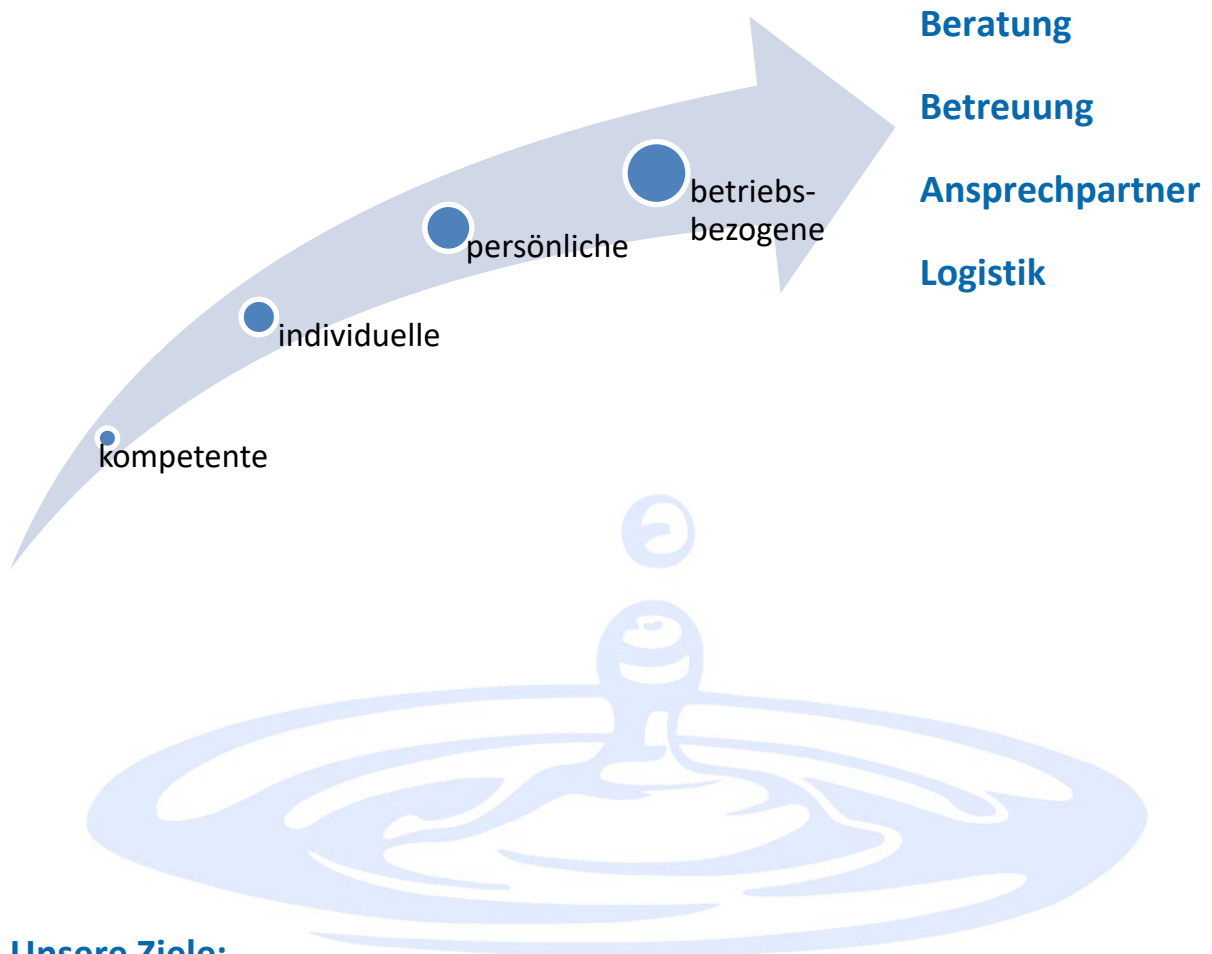 Beratung
Betreuung
Ansprechpartner
Logistik
betriebs-
bezogene
persönliche
individuelle
kompetente
Unsere Ziele: